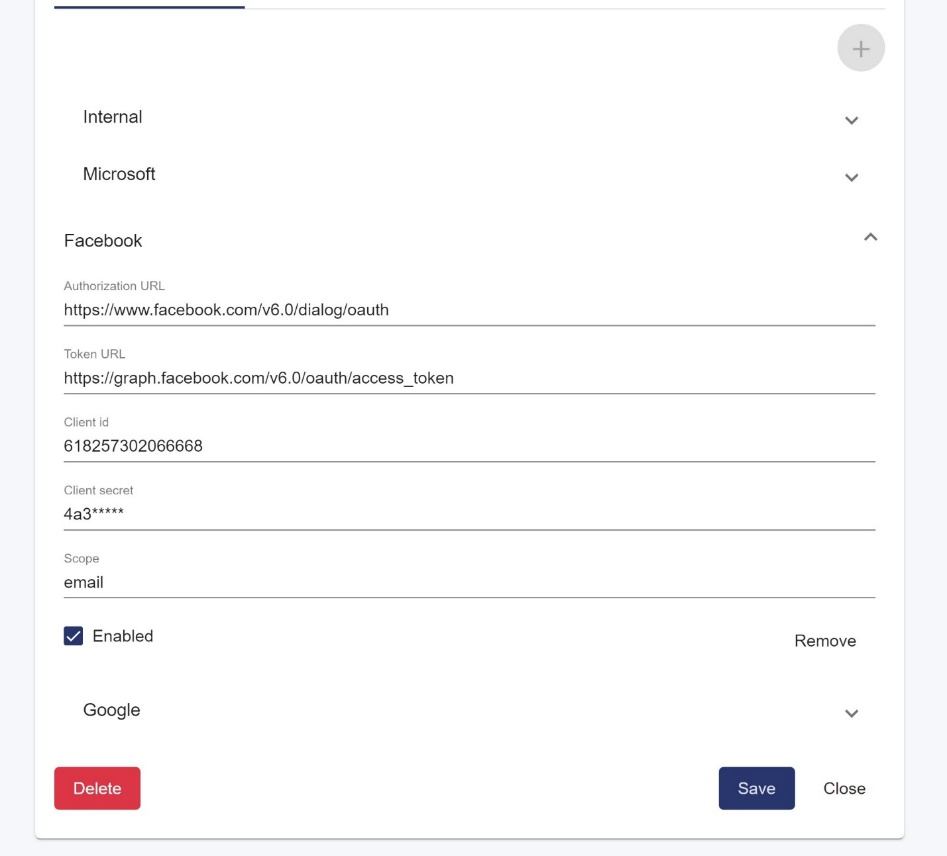 Internal
Microsoft
Facebook
Authorization URL
https://www.facebook.com/v6.0/dialog/oauth
Token URL
https://graph.facebook.com/v6.0/oauth/access_token
Client id
618257302066668
Client secret
4a3*****
Scope
email
Enabled
Remove
Google
Delete
Save
Close